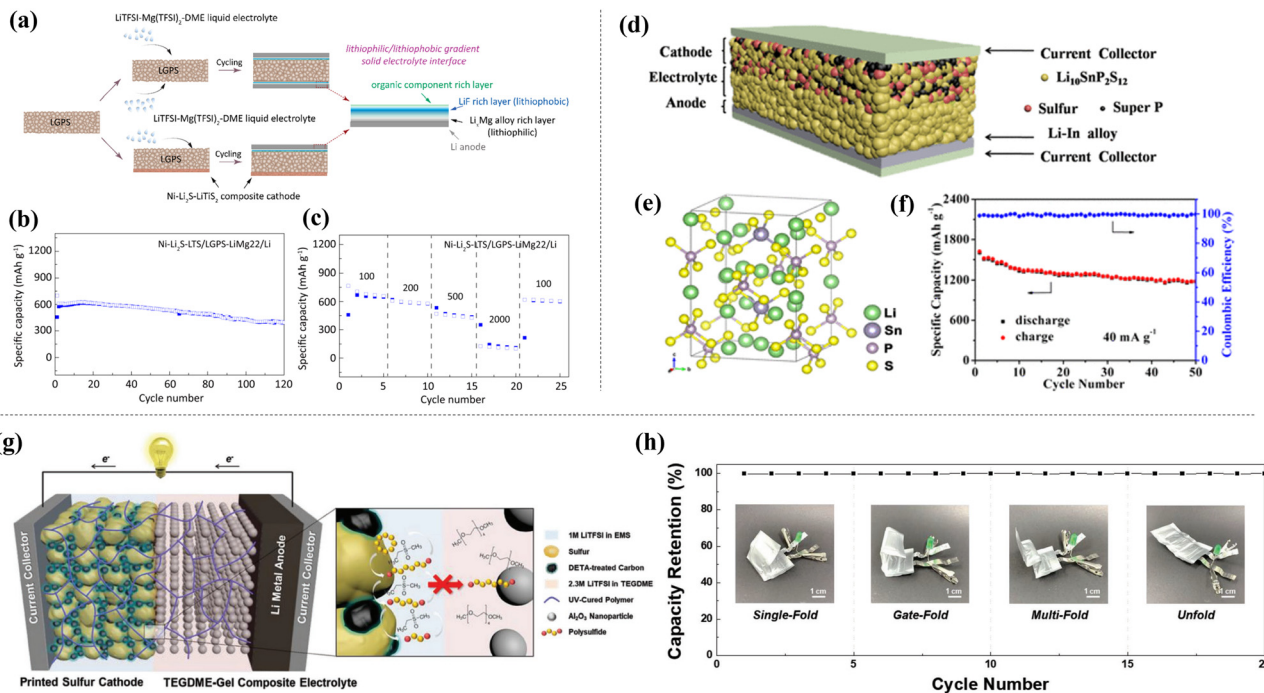 (a)
LiTFSI-Mg(TFSI)₂-DME liquid electrolyte
LGPS
Cycling
LGPS
LiTFSI-Mg(TFSI)₂-DME liquid electrolyte
LGPS
Cycling
Ni-Li₂S-LiTiS₂ composite cathode
lithiophilic/lithiophobic gradient
solid electrolyte interface
organic component rich layer
LiF rich layer (lithiophobic)
LiₓMg alloy rich layer
(lithiophilic)
Li anode
(b)
Ni-Li₂S-LTS/LGPS-LiMg22/Li
Specific capacity (mAh g⁻¹)
1200
900
600
300
0
0 20 40 60 80 100 120
Cycle number
(c)
Ni-Li₂S-LTS/LGPS-LiMg22/Li
Specific capacity (mAh g⁻¹)
1200
900
600
300
0
100
200
500
2000
100
0 5 10 15 20 25
Cycle number
(d)
Cathode
Electrolyte
Anode
Current Collector
Li₁₀SnP₂S₁₂
Sulfur
Super P
Li-In alloy
Current Collector
(e)
Li
Sn
P
S
(f)
Specific Capacity (mAh g⁻¹)
2400
1800
1200
600
0
discharge
charge
40 mA g⁻¹
0 10 20 30 40 50
Cycle Number
100
80
60
40
20
0
Coulombic Efficiency (%)
(g)
e⁻
e⁻
Current Collector
Li Metal Anode
Current Collector
Printed Sulfur Cathode
TEGDME-Gel Composite Electrolyte
1M LiTFSI in EMS
Sulfur
DETA-treated Carbon
2.3M LiTFSI in TEGDME
UV-Cured Polymer
Al₂O₃ Nanoparticle
Polysulfide
(h)
Capacity Retention (%)
100
80
60
40
20
0
1 cm
1 cm
1 cm
1 cm
Single-Fold
Gate-Fold
Multi-Fold
Unfold
0 5 10 15
Cycle Number